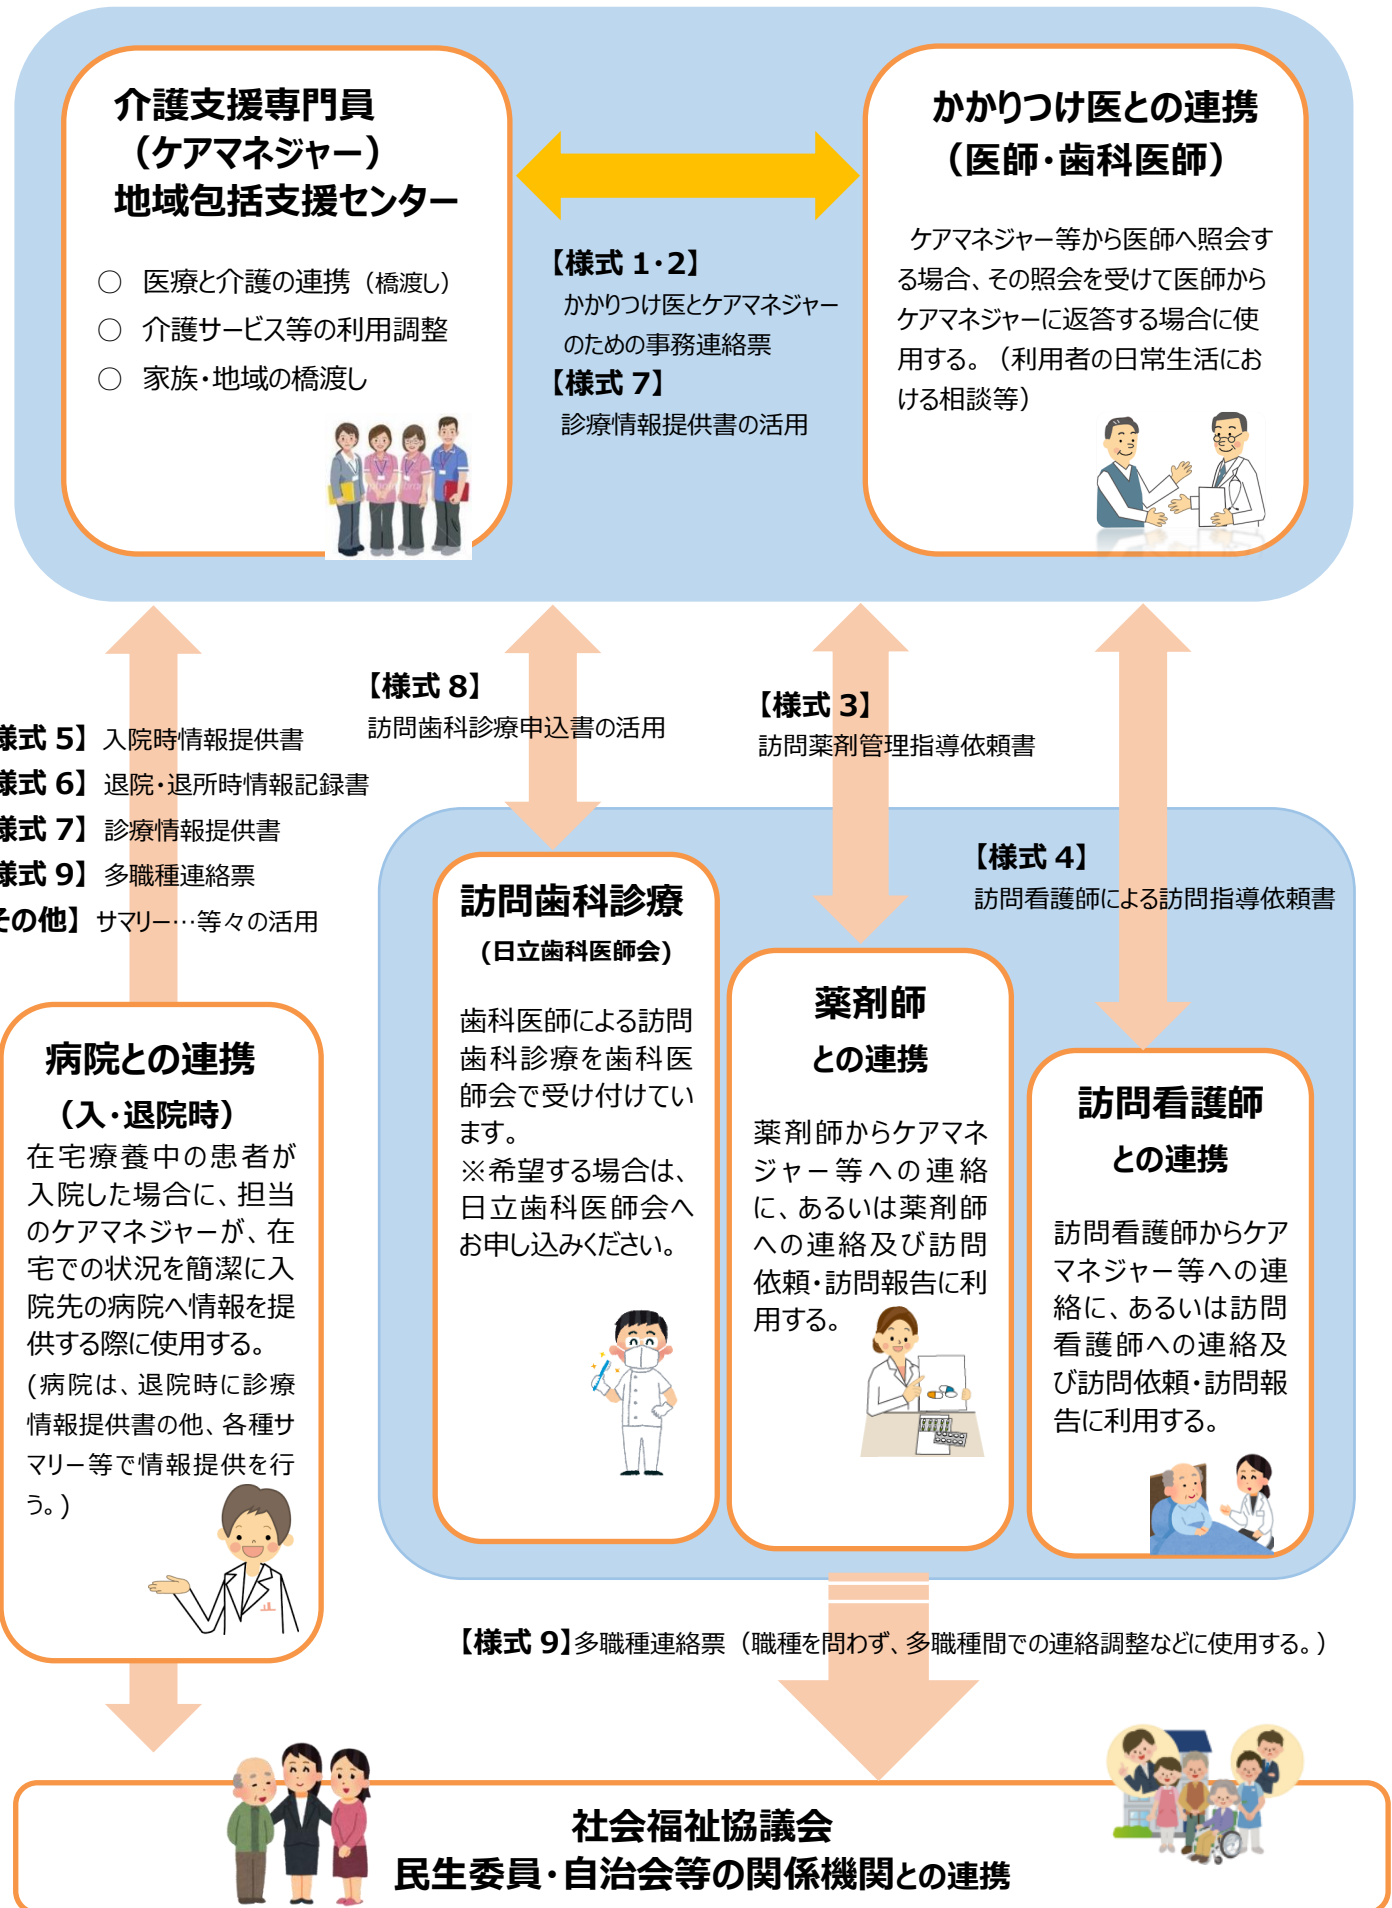 介護支援専門員
（ケアマネジャー）
地域包括支援センター
○ 医療と介護の連携（橋渡し）
○ 介護サービス等の利用調整
○ 家族・地域の橋渡し
【様式 1・2】
かかりつけ医とケアマネジャー
のための事務連絡票
【様式 7】
診療情報提供書の活用
かかりつけ医との連携
（医師・歯科医師）
ケアマネジャー等から医師へ照会す
る場合、その照会を受けて医師から
ケアマネジャーに返答する場合に使
用する。（利用者の日常生活にお
ける相談等）
様式 5】入院時情報提供書
様式 6】退院・退所時情報記録書
様式 7】診療情報提供書
様式 9】多職種連絡票
その他】サマリー…等々の活用
【様式 8】
訪問歯科診療申込書の活用
【様式 3】
訪問薬剤管理指導依頼書
【様式 4】
訪問看護師による訪問指導依頼書
病院との連携
（入・退院時）
在宅療養中の患者が
入院した場合に、担当
のケアマネジャーが、在
宅での状況を簡潔に入
院先の病院へ情報を提
供する際に使用する。
(病院は、退院時に診療
情報提供書の他、各種サ
マリー等で情報提供を行
う。)
訪問歯科診療
(日立歯科医師会)
歯科医師による訪問
歯科診療を歯科医
師会で受け付けてい
ます。
※希望する場合は、
日立歯科医師会へ
お申し込みください。
薬剤師
との連携
薬剤師からケアマネ
ジャー等への連絡
に、あるいは薬剤師
への連絡及び訪問
依頼・訪問報告に利
用する。
訪問看護師
との連携
訪問看護師からケア
マネジャー等への連
絡に、あるいは訪問
看護師への連絡及
び訪問依頼・訪問報
告に利用する。
【様式 9】多職種連絡票（職種を問わず、多職種間での連絡調整などに使用する。）
社会福祉協議会
民生委員・自治会等の関係機関との連携